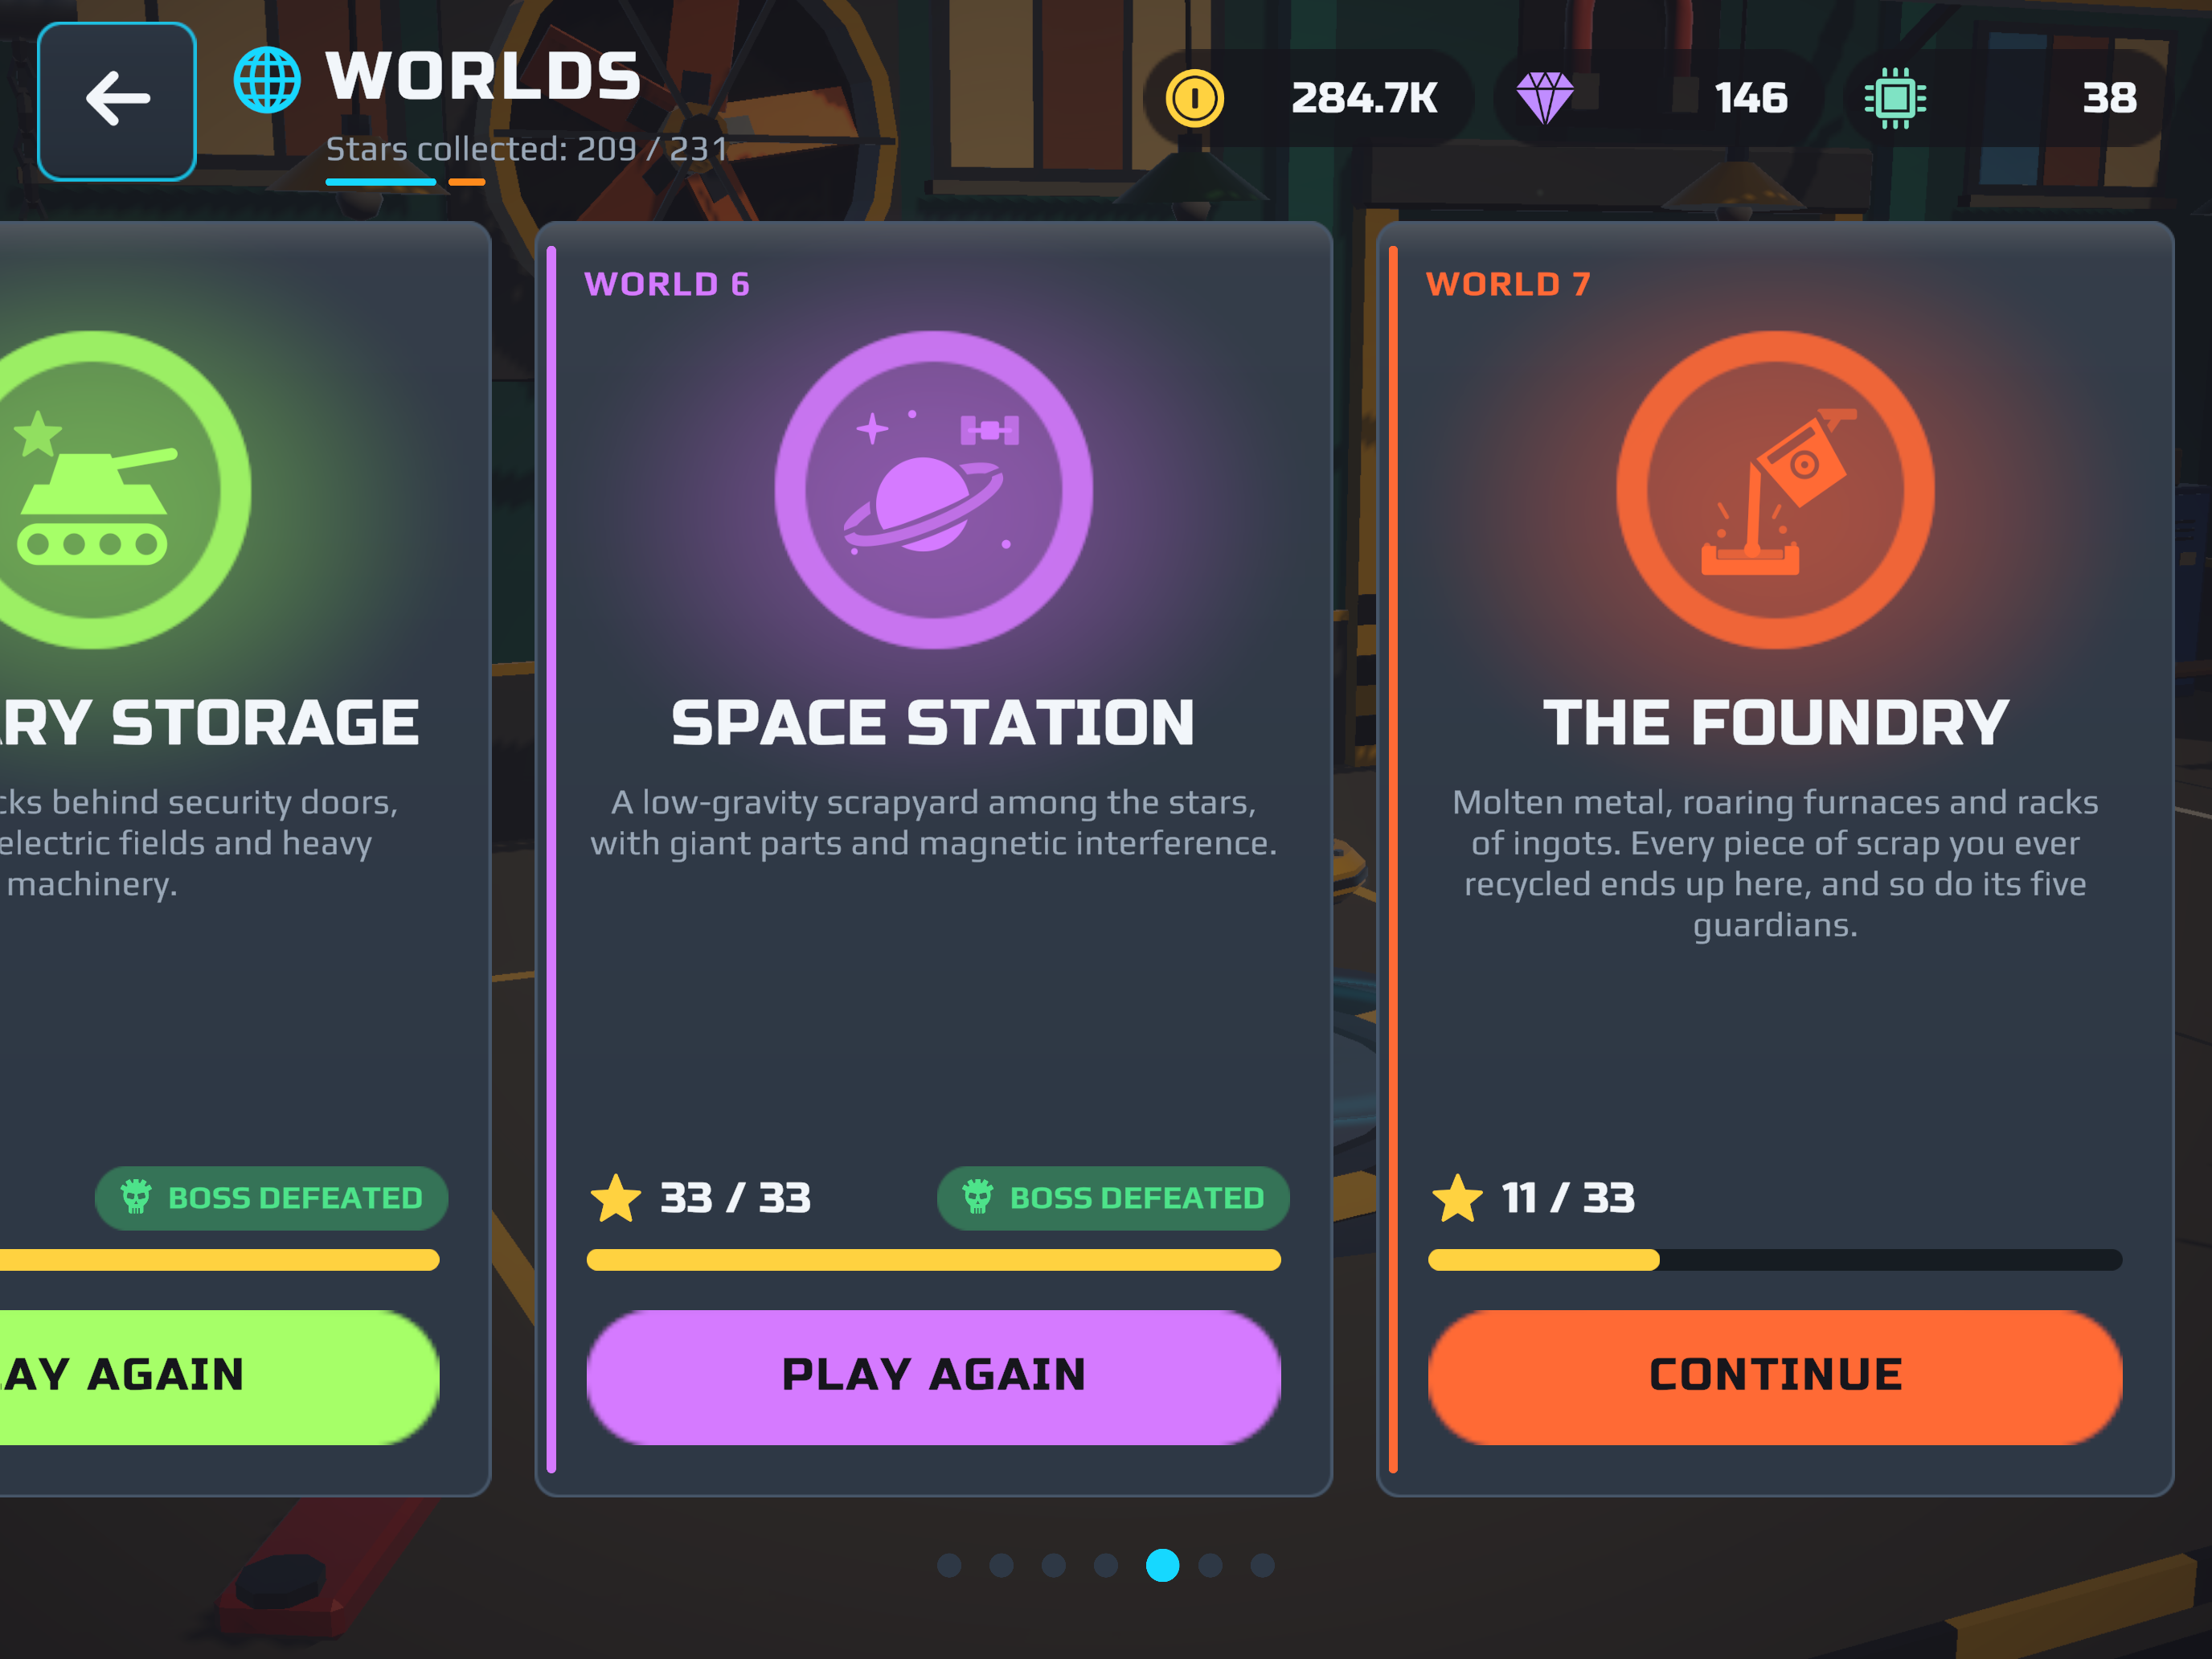 WORLDS
Stars collected: 209 / 231
284.7K
146
38
RY STORAGE
cks behind security doors,
electric fields and heavy
machinery.
BOSS DEFEATED
AY AGAIN
WORLD 6
SPACE STATION
A low-gravity scrapyard among the stars,
with giant parts and magnetic interference.
33 / 33
BOSS DEFEATED
PLAY AGAIN
WORLD 7
THE FOUNDRY
Molten metal, roaring furnaces and racks
of ingots. Every piece of scrap you ever
recycled ends up here, and so do its five
guardians.
11 / 33
CONTINUE